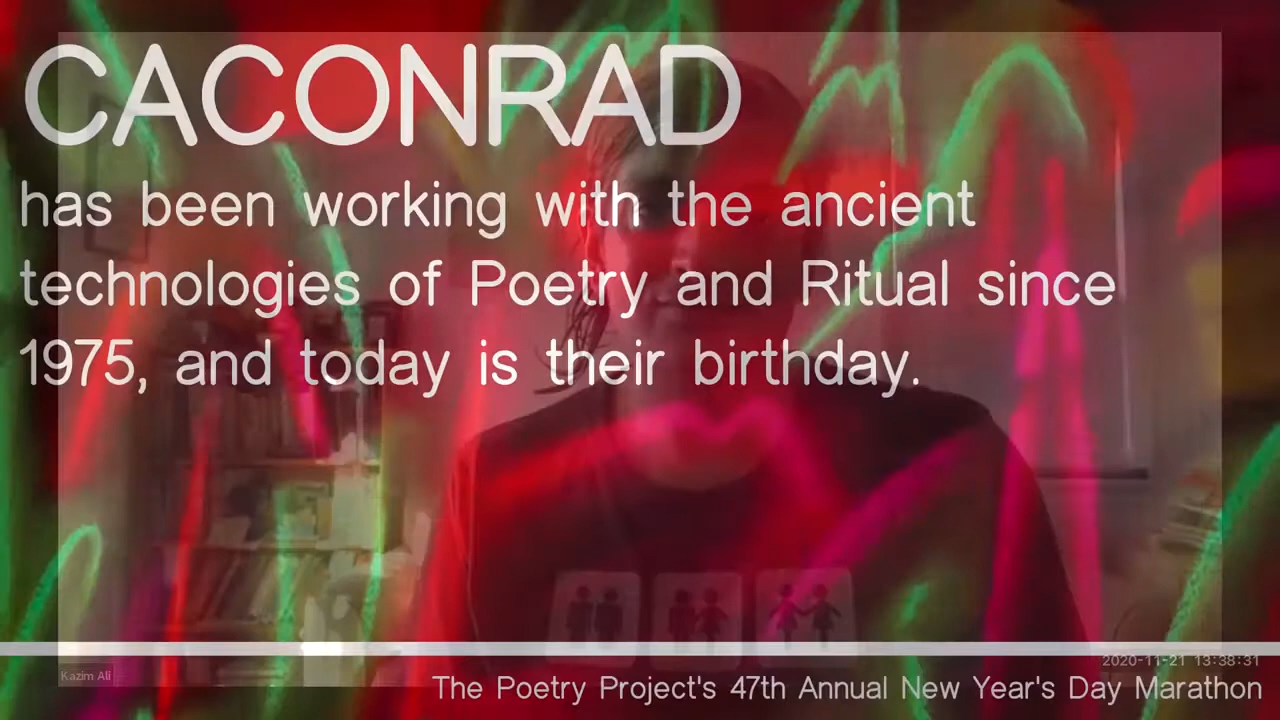 CACONRAD
has been working with the ancient
technologies of Poetry and Ritual since
1975, and today is their birthday.
Kazim Ali
2020-11-21 13:38:31
The Poetry Project's 47th Annual New Year's Day Marathon